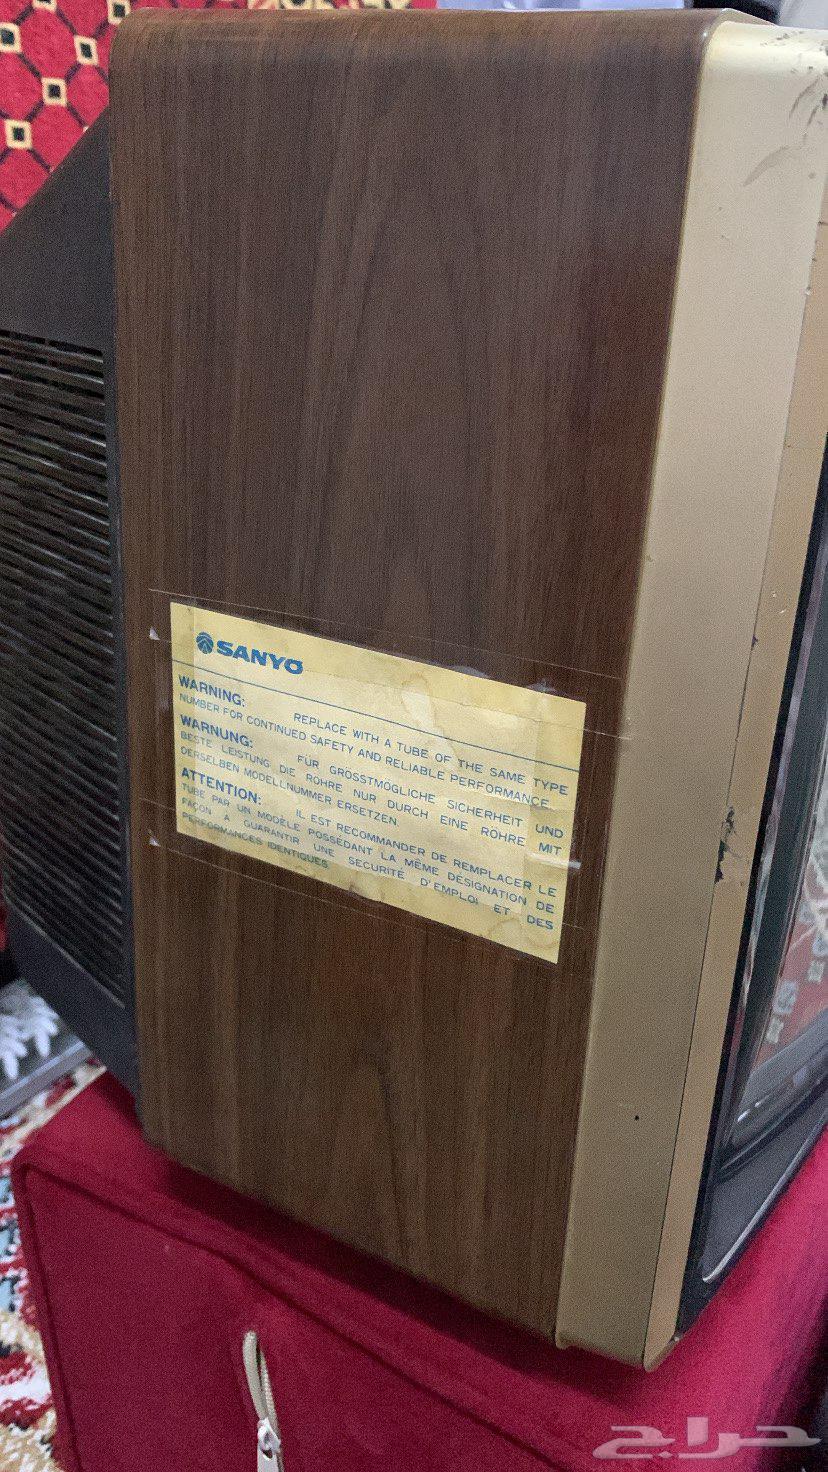 SANYO
WARNING: REPLACE WITH A TUBE OF THE SAME TYPE
NUMBER FOR CONTINUED SAFETY AND RELIABLE PERFORMANCE
WARNUNG: FÜR GRÖSSTMÖGLICHE SICHERHEIT UND
BESTE LEISTUNG DIE RÖHRE NUR DURCH EINE RÖHRE MIT
DERSELBEN MODELLNUMMER ERSETZEN
ATTENTION: IL EST RECOMMANDER DE REMPLACER LE
TUBE PAR UN MODÈLE POSSÉDANT LA MÊME DÉSIGNATION DE
FAÇON A GUARANTIR UNE SECURITÉ D'EMPLOI ET DES
PERFORMANCES IDENTIQUES
حراج